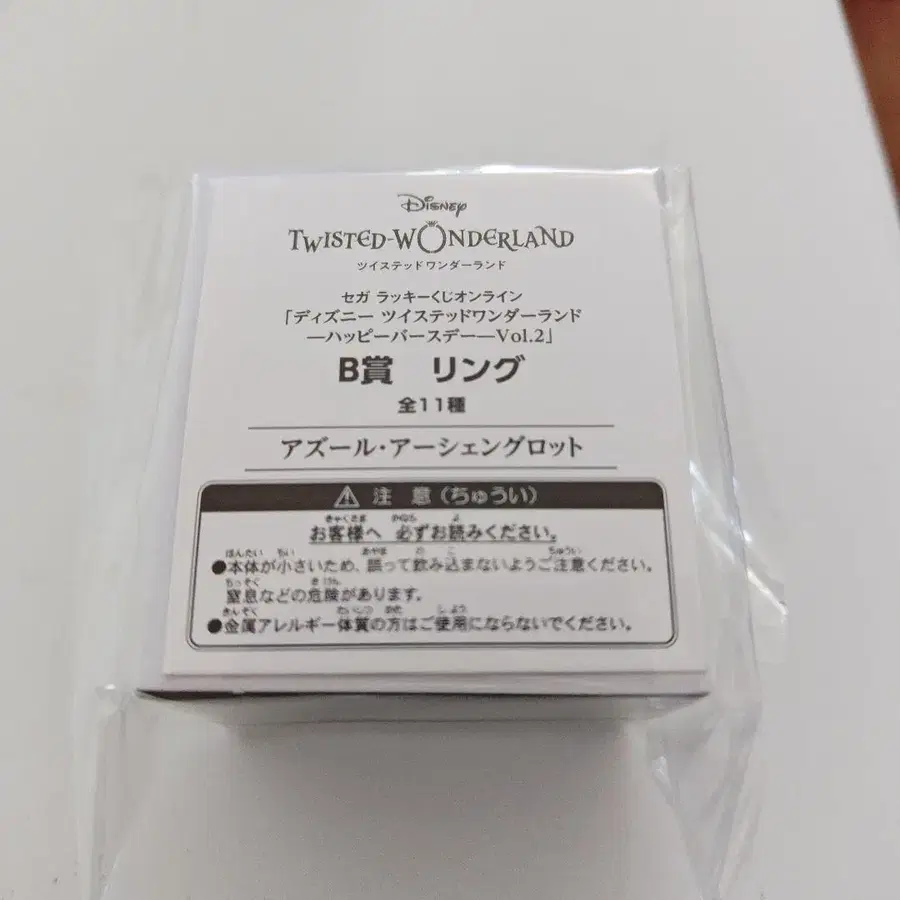 Disney
TWISTED-WONDERLAND
ツイステッドワンダーランド
セガ ラッキーくじオンライン
「ディズニー ツイステッドワンダーランド
―ハッピーバースデー―Vol.2」
B賞 リング
全11種
アズール・アーシェングロット
⚠ 注 意(ちゅうい)
お客様へ 必ずお読みください。
●本体が小さいため、誤って飲み込まないようご注意ください。
窒息などの危険があります。
●金属アレルギー体質の方はご使用にならないでください。